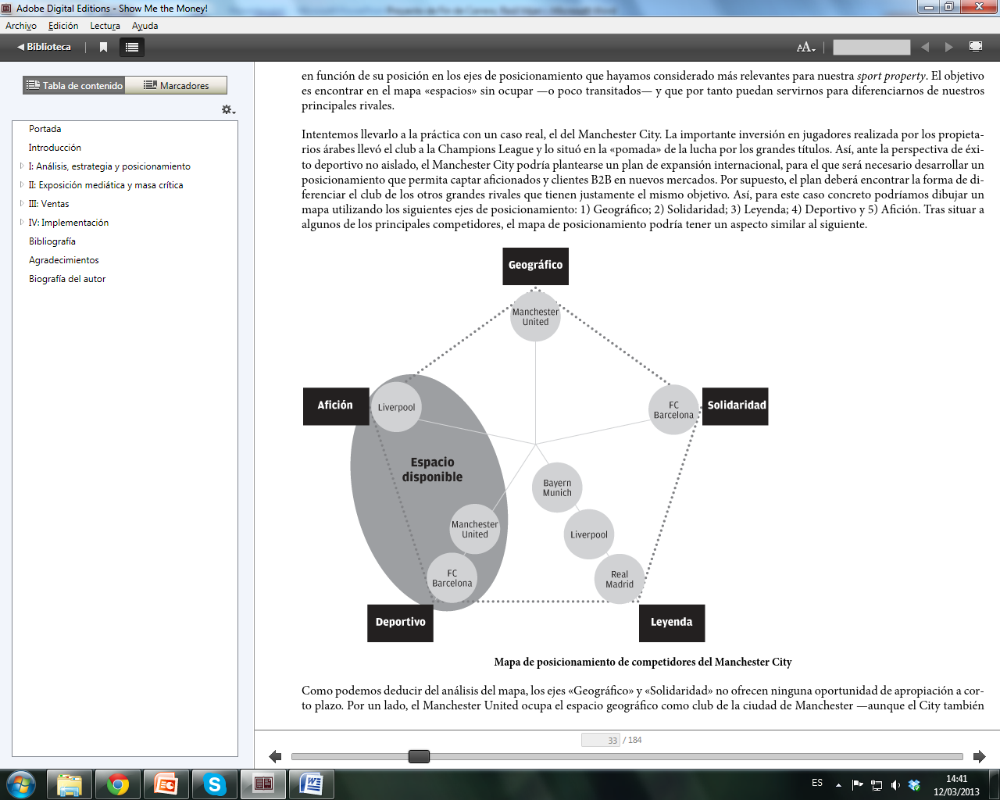 Adobe Digital Editions - Show Me the Money!
Archivo Edición Lectura Ayuda
Biblioteca
AA
Tabla de contenido Marcadores
Portada
Introducción
I: Análisis, estrategia y posicionamiento
II: Exposición mediática y masa crítica
III: Ventas
IV: Implementación
Bibliografía
Agradecimientos
Biografía del autor
en función de su posición en los ejes de posicionamiento que hayamos considerado más relevantes para nuestra sport property. El objetivo
es encontrar en el mapa «espacios» sin ocupar —o poco transitados— y que por tanto puedan servirnos para diferenciarnos de nuestros
principales rivales.
Intentemos llevarlo a la práctica con un caso real, el del Manchester City. La importante inversión en jugadores realizada por los propieta-
rios árabes llevó el club a la Champions League y lo situó en la «pomada» de la lucha por los grandes títulos. Así, ante la perspectiva de éxi-
to deportivo no aislado, el Manchester City podría plantearse un plan de expansión internacional, para el que será necesario desarrollar un
posicionamiento que permita captar aficionados y clientes B2B en nuevos mercados. Por supuesto, el plan deberá encontrar la forma de di-
ferenciar el club de los otros grandes rivales que tienen justamente el mismo objetivo. Así, para este caso concreto podríamos dibujar un
mapa utilizando los siguientes ejes de posicionamiento: 1) Geográfico; 2) Solidaridad; 3) Leyenda; 4) Deportivo y 5) Afición. Tras situar a
algunos de los principales competidores, el mapa de posicionamiento podría tener un aspecto similar al siguiente.
Geográfico
Manchester
United
Afición
Liverpool
FC
Barcelona
Solidaridad
Espacio
disponible
Bayern
Munich
Manchester
United
Liverpool
FC
Barcelona
Real
Madrid
Deportivo
Leyenda
Mapa de posicionamiento de competidores del Manchester City
Como podemos deducir del análisis del mapa, los ejes «Geográfico» y «Solidaridad» no ofrecen ninguna oportunidad de apropiación a cor-
to plazo. Por un lado, el Manchester United ocupa el espacio geográfico como club de la ciudad de Manchester —aunque el City también
33 / 184
ES
14:41
12/03/2013